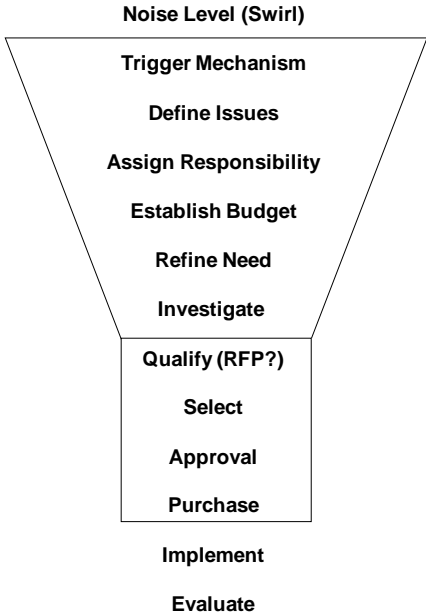 Noise Level (Swirl)
Trigger Mechanism
Define Issues
Assign Responsibility
Establish Budget
Refine Need
Investigate
Qualify (RFP?)
Select
Approval
Purchase
Implement
Evaluate